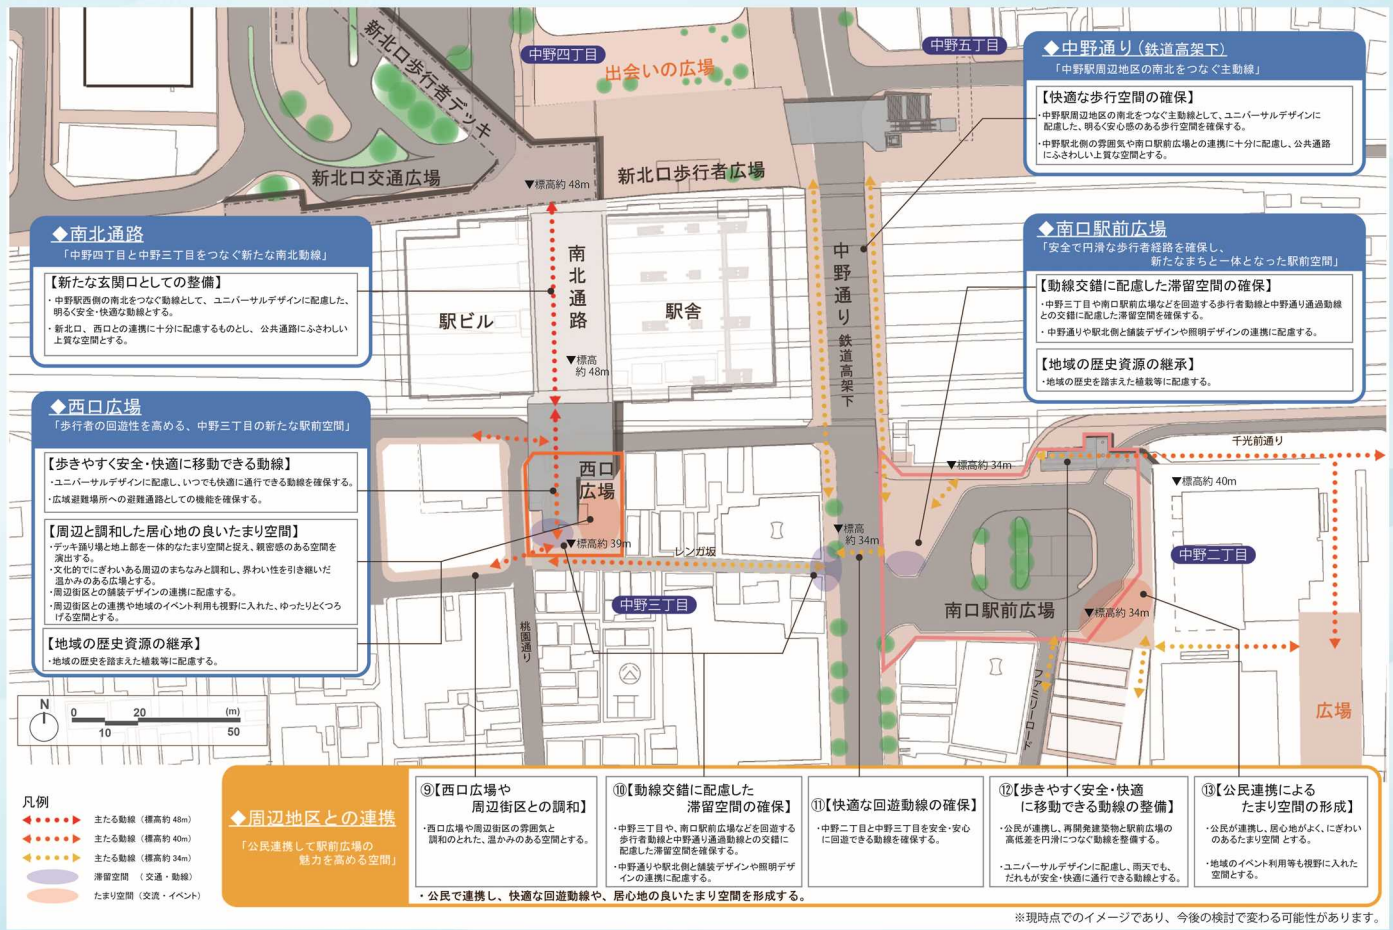 新北口歩行者デッキ
中野四丁目
出会いの広場
中野五丁目
新北口交通広場
新北口歩行者広場
▼標高約 48m
◆中野通り(鉄道高架下)
「中野駅周辺地区の南北をつなぐ主動線」
【快適な歩行空間の確保】
・中野駅周辺地区の南北をつなぐ主動線として、ユニバーサルデザインに
配慮した、明るく安心感のある歩行空間を確保する。
・中野駅北側の雰囲気や南口駅前広場との連携に十分に配慮し、公共通路
にふさわしい上質な空間とする。
◆南北通路
「中野四丁目と中野三丁目をつなぐ新たな南北動線」
【新たな玄関口としての整備】
・中野駅西側の南北をつなぐ動線として、ユニバーサルデザインに配慮した、
明るく安全・快適な動線とする。
・新北口、西口との連携に十分に配慮するものとし、公共通路にふさわしい
上質な空間とする。
駅ビル
南北通路
駅舎
▼標高
約 48m
中野通り 鉄道高架下
◆南口駅前広場
「安全で円滑な歩行者経路を確保し、
新たなまちと一体となった駅前空間」
【動線交錯に配慮した滞留空間の確保】
・中野三丁目や南口駅前広場などを回遊する歩行者動線と中野通り通過動線
との交錯に配慮した滞留空間を確保する。
・中野通りや駅北側と舗装デザインや照明デザインの連携に配慮する。
【地域の歴史資源の継承】
・地域の歴史を踏まえた植栽等に配慮する。
◆西口広場
「歩行者の回遊性を高める、中野三丁目の新たな駅前空間」
【歩きやすく安全・快適に移動できる動線】
・ユニバーサルデザインに配慮し、いつでも快適に通行できる動線を確保する。
・広域避難場所への避難通路としての機能を確保する。
【周辺と調和した居心地の良いたまり空間】
・デッキ踊り場と地上部を一体的なたまり空間と捉え、親密感のある空間を
演出する。
・文化的でにぎわいある周辺のまちなみと調和し、界わい性を引き継いだ
温かみのある広場とする。
・周辺街区との舗装デザインの連携に配慮する。
・周辺街区との連携や地域のイベント利用も視野に入れた、ゆったりとくつろ
げる空間とする。
【地域の歴史資源の継承】
・地域の歴史を踏まえた植栽等に配慮する。
西口
広場
▼標高約 39m
レンガ坂
中野三丁目
桃園通り
▼標高
約 34m
▼標高約 34m
千光前通り
▼標高約 40m
中野二丁目
南口駅前広場
▼標高約 34m
ファミリーロード
広場
N
0 20 (m)
10 50
凡例
主たる動線(標高約 48m)
主たる動線(標高約 40m)
主たる動線(標高約 34m)
滞留空間 (交通・動線)
たまり空間(交流・イベント)
◆周辺地区との連携
「公民連携して駅前広場の
魅力を高める空間」
⑨【西口広場や
周辺街区との調和】
・西口広場や周辺街区の雰囲気と
調和のとれた、温かみのある空間とする。
⑩【動線交錯に配慮した
滞留空間の確保】
・中野三丁目や、南口駅前広場などを回遊する
歩行者動線と中野通り通過動線との交錯に
配慮した滞留空間を確保する。
・中野通りや駅北側と舗装デザインや照明デザ
インの連携に配慮する。
⑪【快適な回遊動線の確保】
・中野二丁目と中野三丁目を安全・安心
に回遊できる動線を確保する。
⑫【歩きやすく安全・快適
に移動できる動線の整備】
・公民が連携し、再開発建築物と駅前広場の
高低差を円滑につなぐ動線を整備する。
・ユニバーサルデザインに配慮し、雨天でも、
だれもが安全・快適に通行できる動線とする。
⑬【公民連携による
たまり空間の形成】
・公民が連携し、居心地がよく、にぎわい
のあるたまり空間 とする。
・地域のイベント利用等も視野に入れた
空間とする。
・公民で連携し、快適な回遊動線や、居心地の良いたまり空間を形成する。
※現時点でのイメージであり、今後の検討で変わる可能性があります。